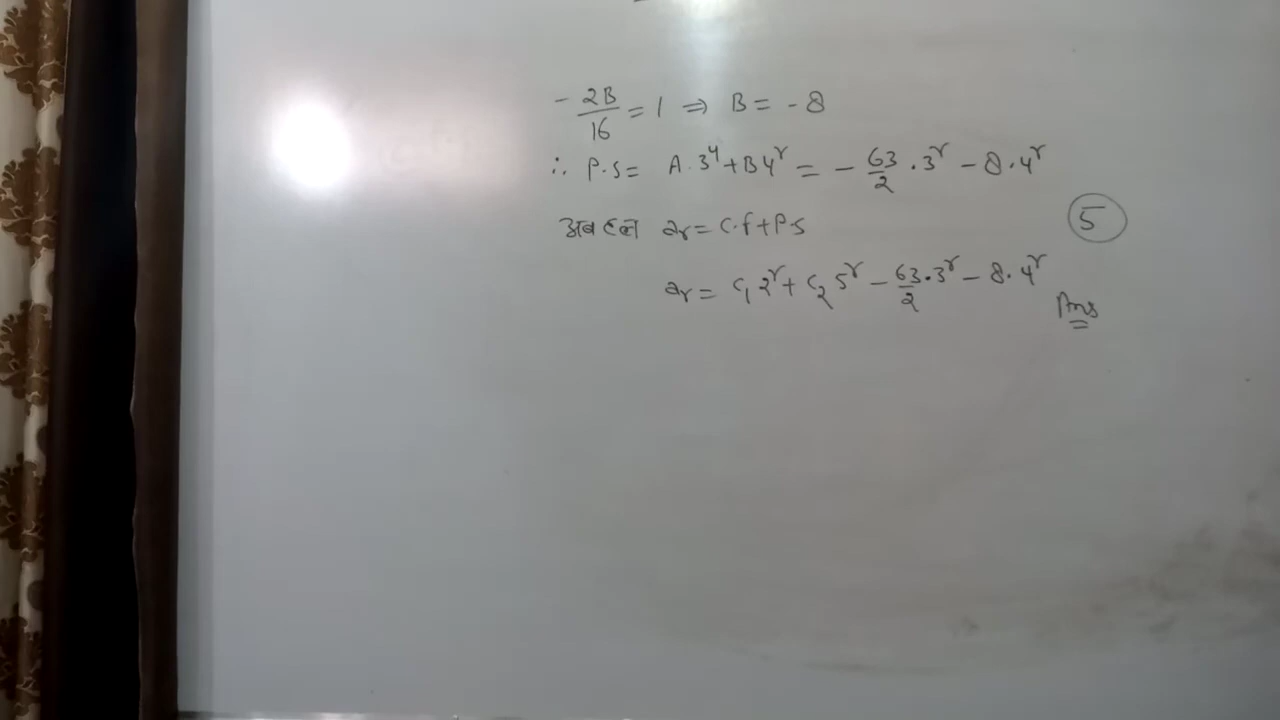 - 2B/16 = 1 ⇒ B = -8
∴ P.S = A.3^4 + B4^r = - 63/2 . 3^r - 8.4^r
अब हल ar = C.f + P.S
5
ar = C1 2^r + C2 5^r - 63/2 . 3^r - 8.4^r
Ans